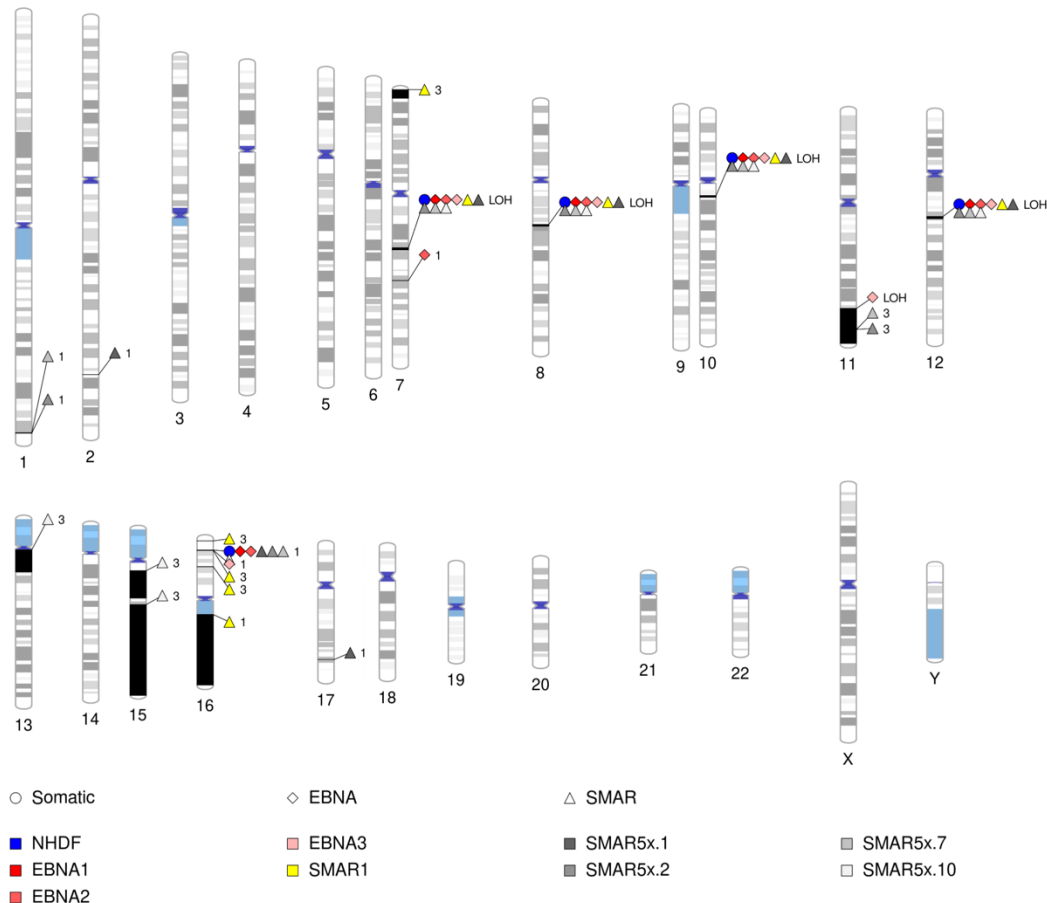 3
LOH
LOH
LOH
LOH
1
LOH
3
3
1
1
1
1 2 3 4 5 6 7 8 9 10 11 12
3
3
3
3
1
1
3
3
1
1
13 14 15 16 17 18 19 20 21 22 X Y
Somatic EBNA SMAR
NHDF EBNA3 SMAR5x.1 SMAR5x.7
EBNA1 SMAR1 SMAR5x.2 SMAR5x.10
EBNA2